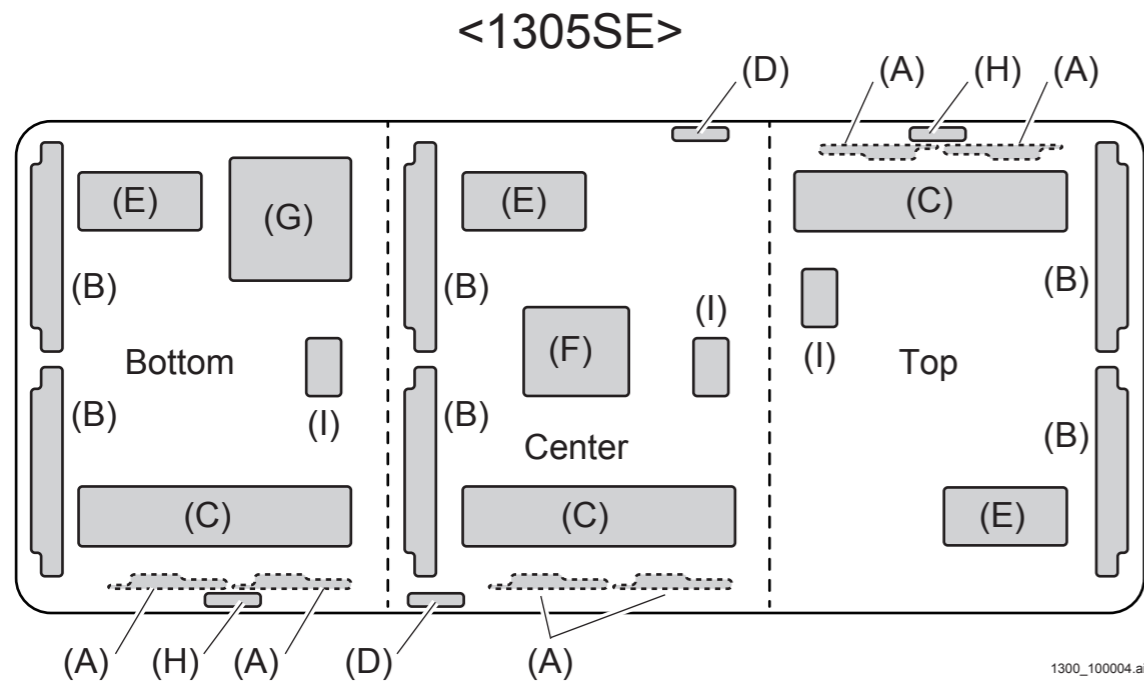 <1305SE>
(D) (A) (H) (A)
(E) (G) (E) (C)
(B) (B) (I) (B)
Bottom (F) (I) Top
(B) (I) (B) (B)
Center
(C) (C) (E)
(A) (H) (A) (D) (A)
1300_100004.ai